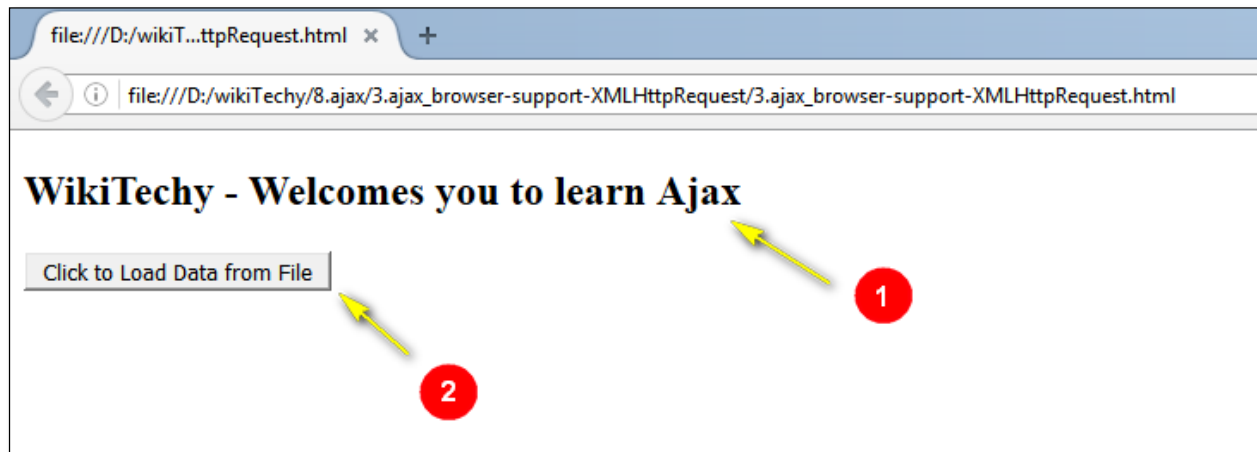 file:///D:/wikiT...ttpRequest.html
file:///D:/wikiTechy/8.ajax/3.ajax_browser-support-XMLHttpRequest/3.ajax_browser-support-XMLHttpRequest.html
WikiTechy - Welcomes you to learn Ajax
Click to Load Data from File
1
2